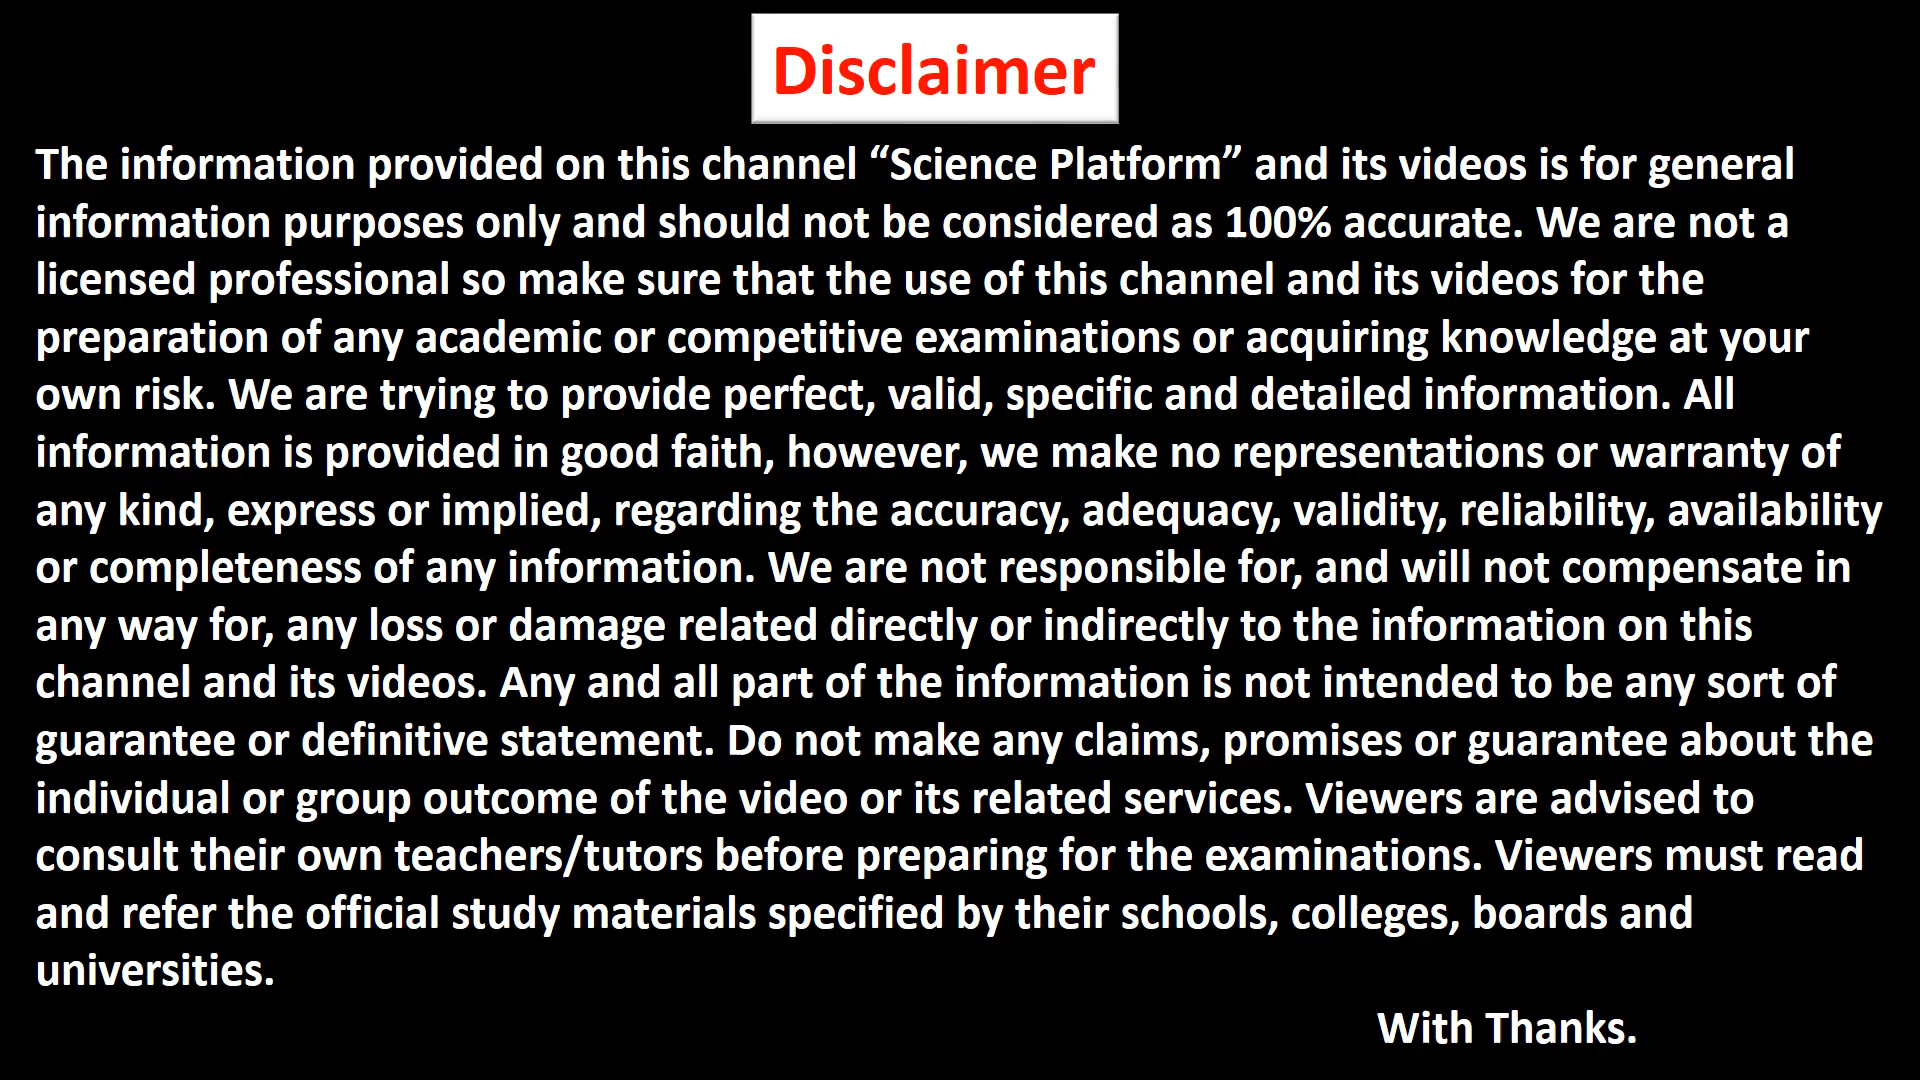 Disclaimer
The information provided on this channel “Science Platform” and its videos is for general
information purposes only and should not be considered as 100% accurate. We are not a
licensed professional so make sure that the use of this channel and its videos for the
preparation of any academic or competitive examinations or acquiring knowledge at your
own risk. We are trying to provide perfect, valid, specific and detailed information. All
information is provided in good faith, however, we make no representations or warranty of
any kind, express or implied, regarding the accuracy, adequacy, validity, reliability, availability
or completeness of any information. We are not responsible for, and will not compensate in
any way for, any loss or damage related directly or indirectly to the information on this
channel and its videos. Any and all part of the information is not intended to be any sort of
guarantee or definitive statement. Do not make any claims, promises or guarantee about the
individual or group outcome of the video or its related services. Viewers are advised to
consult their own teachers/tutors before preparing for the examinations. Viewers must read
and refer the official study materials specified by their schools, colleges, boards and
universities.
With Thanks.